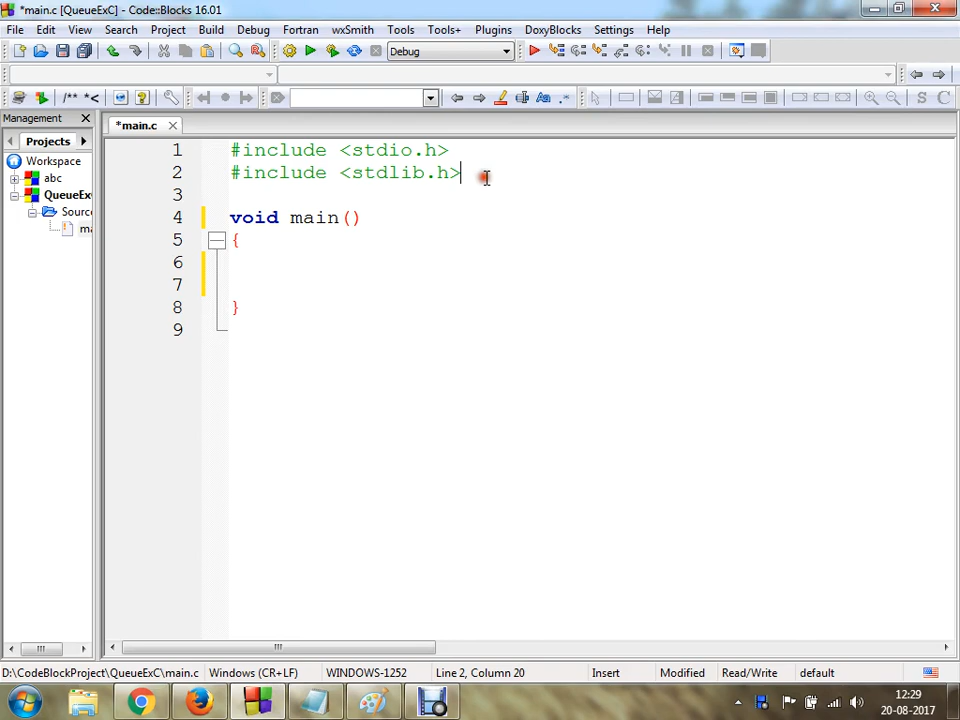 *main.c [QueueExC] - Code::Blocks 16.01
File Edit View Search Project Build Debug Fortran wxSmith Tools Tools+ Plugins DoxyBlocks Settings Help
Debug
/** *<
Management
*main.c
Projects
Workspace
abc
QueueExC
Sourc
ma
1 #include <stdio.h>
2 #include <stdlib.h>
3
4 void main()
5 {
6
7
8 }
9
D:\CodeBlockProject\QueueExC\main.c Windows (CR+LF) WINDOWS-1252 Line 2, Column 20 Insert Modified Read/Write default
12:29
20-08-2017